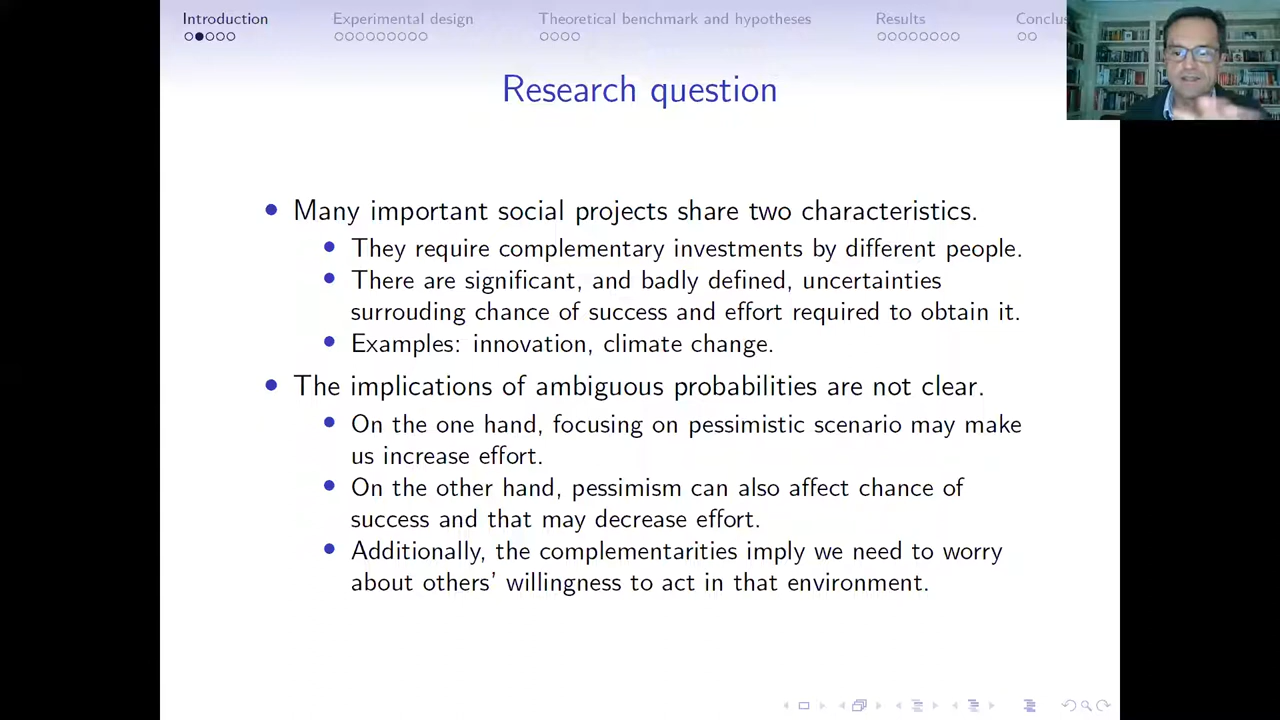 Introduction
Experimental design
Theoretical benchmark and hypotheses
Results
Conclus
Research question
• Many important social projects share two characteristics.
• They require complementary investments by different people.
• There are significant, and badly defined, uncertainties
surrouding chance of success and effort required to obtain it.
• Examples: innovation, climate change.
• The implications of ambiguous probabilities are not clear.
• On the one hand, focusing on pessimistic scenario may make
us increase effort.
• On the other hand, pessimism can also affect chance of
success and that may decrease effort.
• Additionally, the complementarities imply we need to worry
about others' willingness to act in that environment.